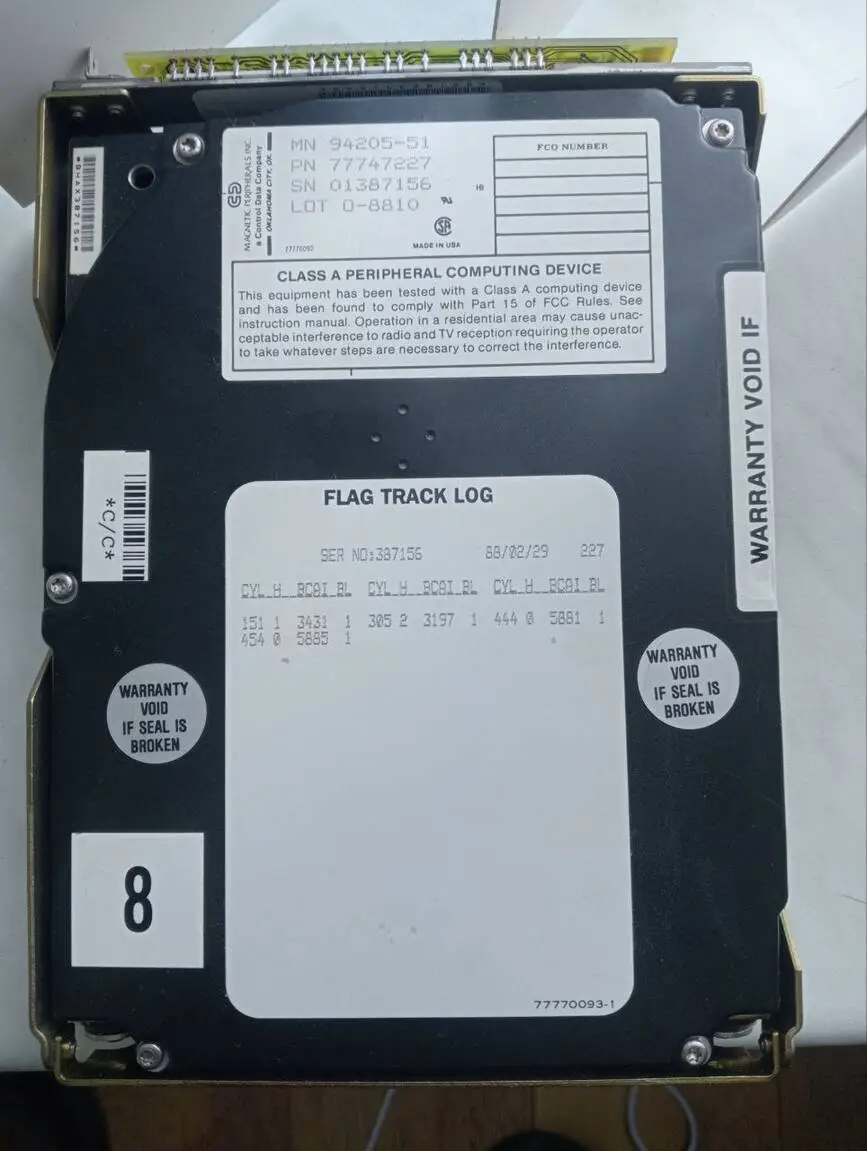 MN 94205-51
PN 77747227
SN 01387156
LOT 0-8810
MAGNETIC PERIPHERALS INC.
a Control Data Company
OKLAHOMA CITY, OK.
77770092
HI
MADE IN USA
FCO NUMBER
CLASS A PERIPHERAL COMPUTING DEVICE
This equipment has been tested with a Class A computing device
and has been found to comply with Part 15 of FCC Rules. See
instruction manual. Operation in a residential area may cause unac-
ceptable interference to radio and TV reception requiring the operator
to take whatever steps are necessary to correct the interference.
WARRANTY VOID IF
*C/C*
FLAG TRACK LOG
SER NO:387156 88/02/29 227
CYL H BCAI BL CYL H BCAI BL CYL H BCAI BL
151 1 3431 1 305 2 3197 1 444 0 5881 1
454 0 5885 1
WARRANTY
VOID
IF SEAL IS
BROKEN
WARRANTY
VOID
IF SEAL IS
BROKEN
8
77770093-1